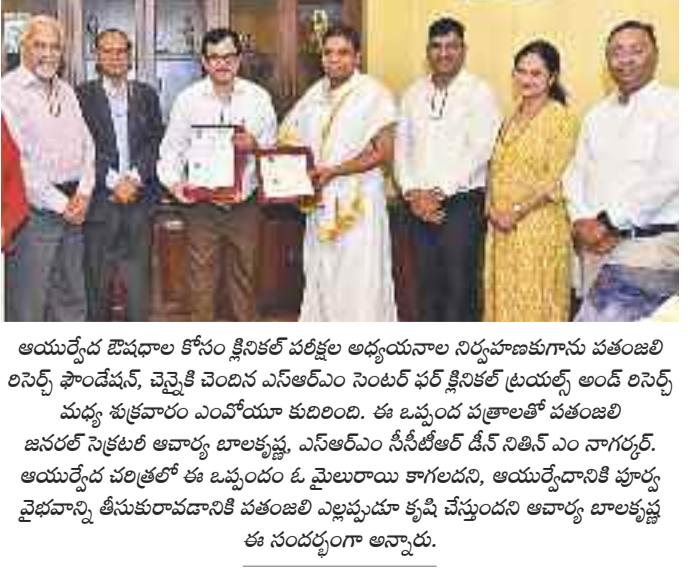 ఆయుర్వేద ఔషధాల కోసం క్లినికల్ పరీక్షల అధ్యయనాల నిర్వహణకుగాను పతంజలి
రిసెర్చ్ ఫౌండేషన్, చెన్నైకి చెందిన ఎస్ఆర్ఎం సెంటర్ ఫర్ క్లినికల్ ట్రయల్స్ అండ్ రిసెర్చ్
మధ్య శుక్రవారం ఎంవోయూ కుదిరింది. ఈ ఒప్పంద పత్రాలతో పతంజలి
జనరల్ సెక్రటరీ ఆచార్య బాలకృష్ణ, ఎస్ఆర్ఎం సీసీటీఆర్ డీన్ నితిన్ ఎం నాగర్కర్.
ఆయుర్వేద చరిత్రలో ఈ ఒప్పందం ఓ మైలురాయి కాగలదని, ఆయుర్వేదానికి పూర్వ
వైభవాన్ని తీసుకురావడానికి పతంజలి ఎల్లప్పుడూ కృషి చేస్తుందని ఆచార్య బాలకృష్ణ
ఈ సందర్భంగా అన్నారు.